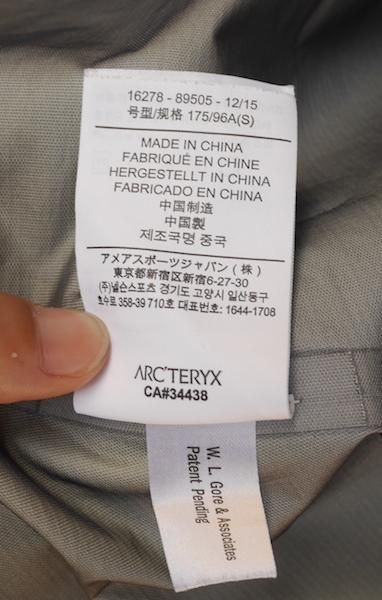 16278 - 89505 - 12/15
号型/规格 175/96A(S)
MADE IN CHINA
FABRIQUÉ EN CHINE
HERGESTELLT IN CHINA
FABRICADO EN CHINA
中国制造
中国製
제조국명 중국
アメアスポーツジャパン(株)
東京都新宿区新宿6-27-30
(주)넬슨스포츠 경기도 고양시 일산동구
호수로 358-39 710호 대표번호: 1644-1708
ARC'TERYX
CA#34438
W. L. Gore & Associates
Patent Pending